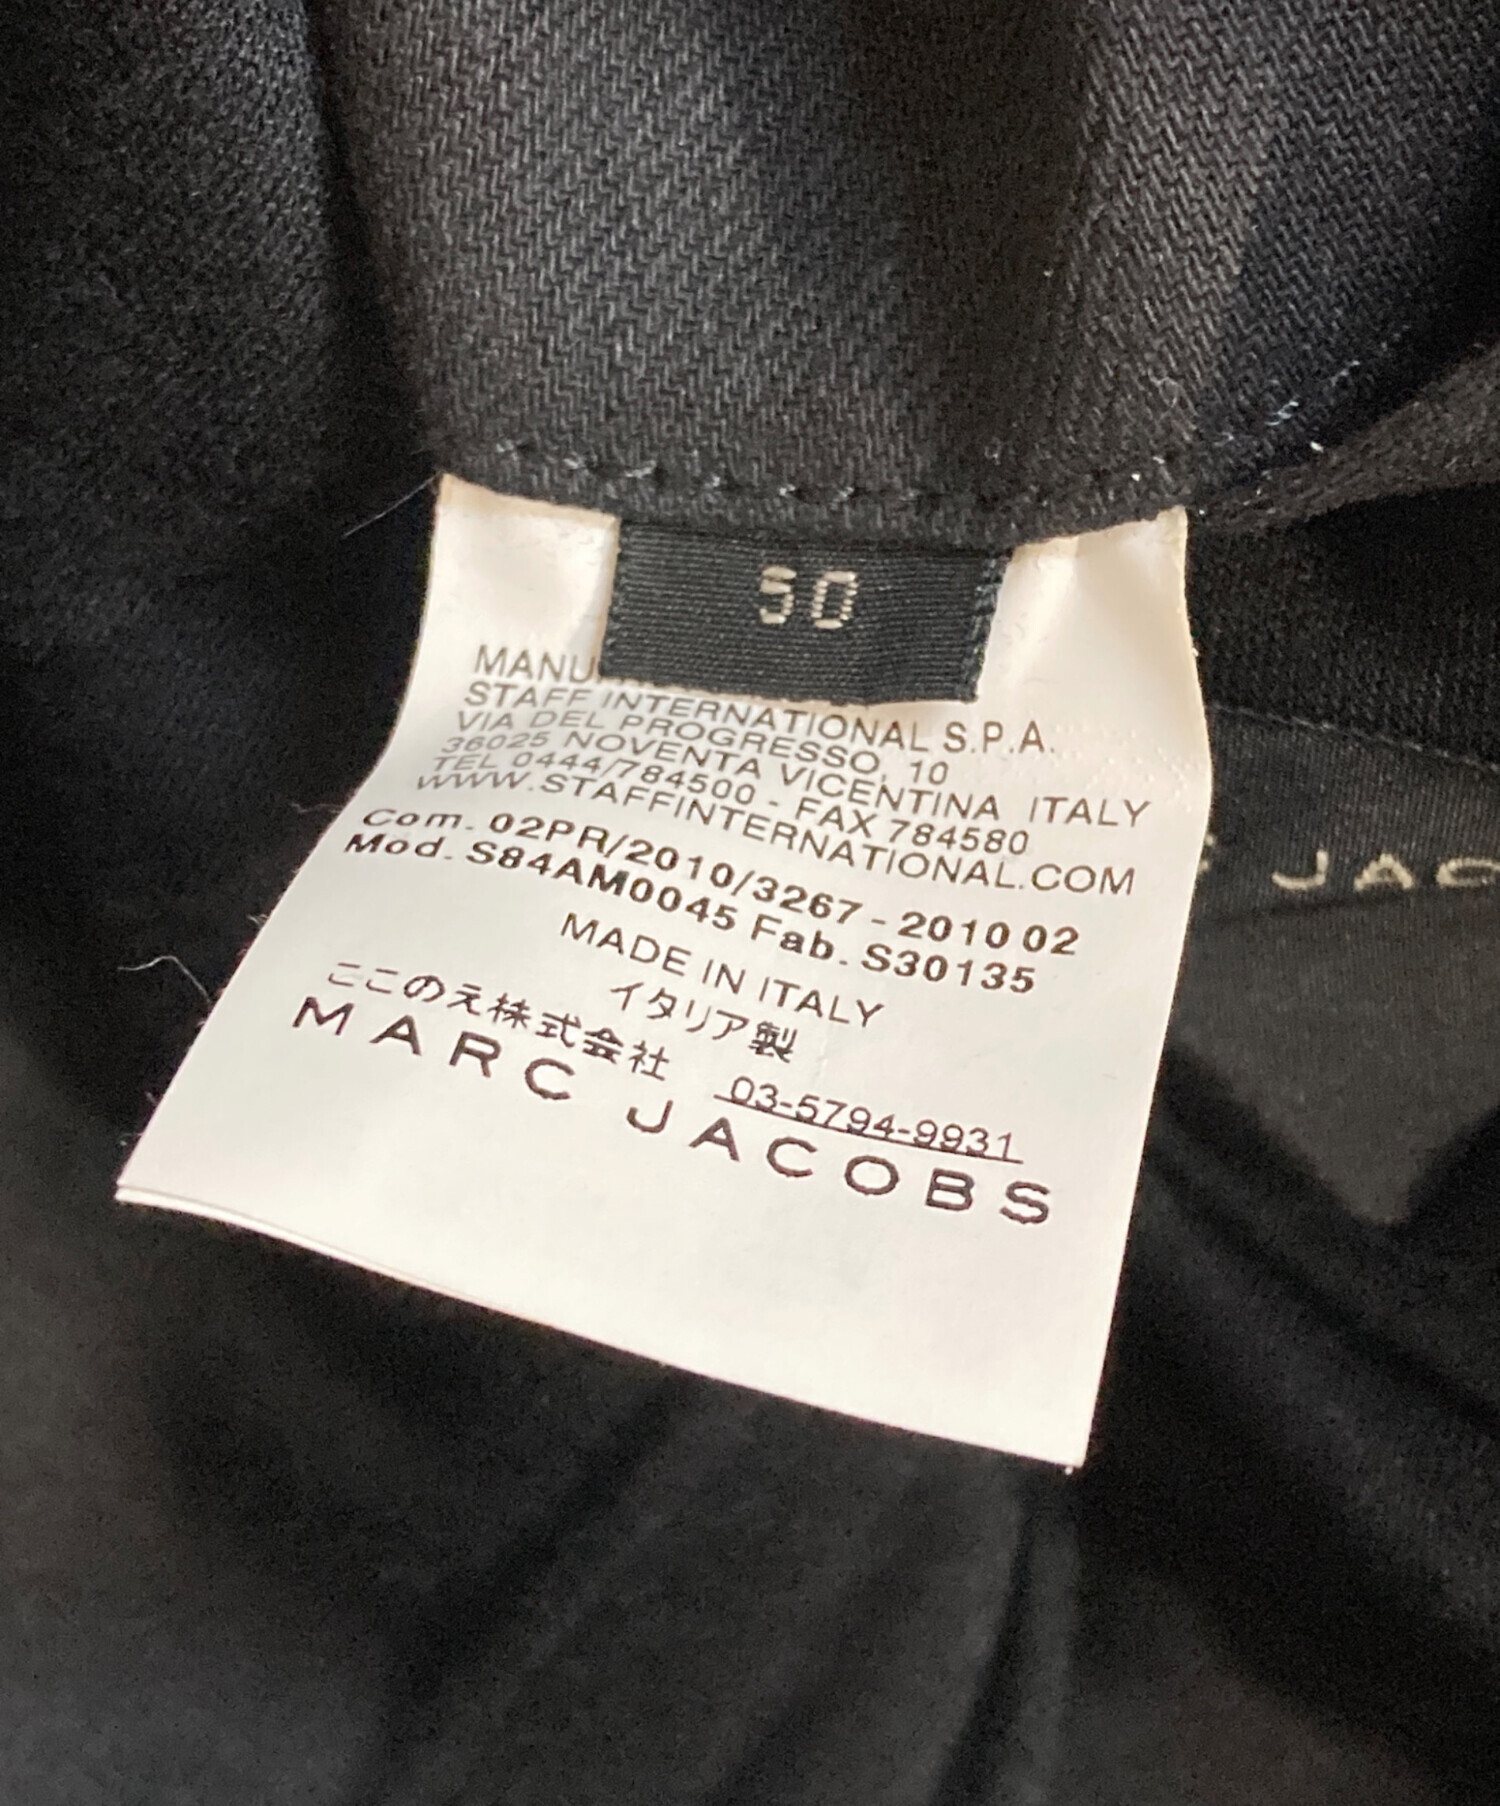 50
MANU
STAFF INTERNATIONAL S.P.A.
VIA DEL PROGRESSO, 10
36025 NOVENTA VICENTINA ITALY
TEL 0444/784500 - FAX 784580
WWW.STAFFINTERNATIONAL.COM
Com. 02PR/2010/3267 - 2010 02
Mod. S84AM0045 Fab. S30135
MADE IN ITALY
イタリア製
ここのえ株式会社 03-5794-9931
MARC JACOBS
JAC